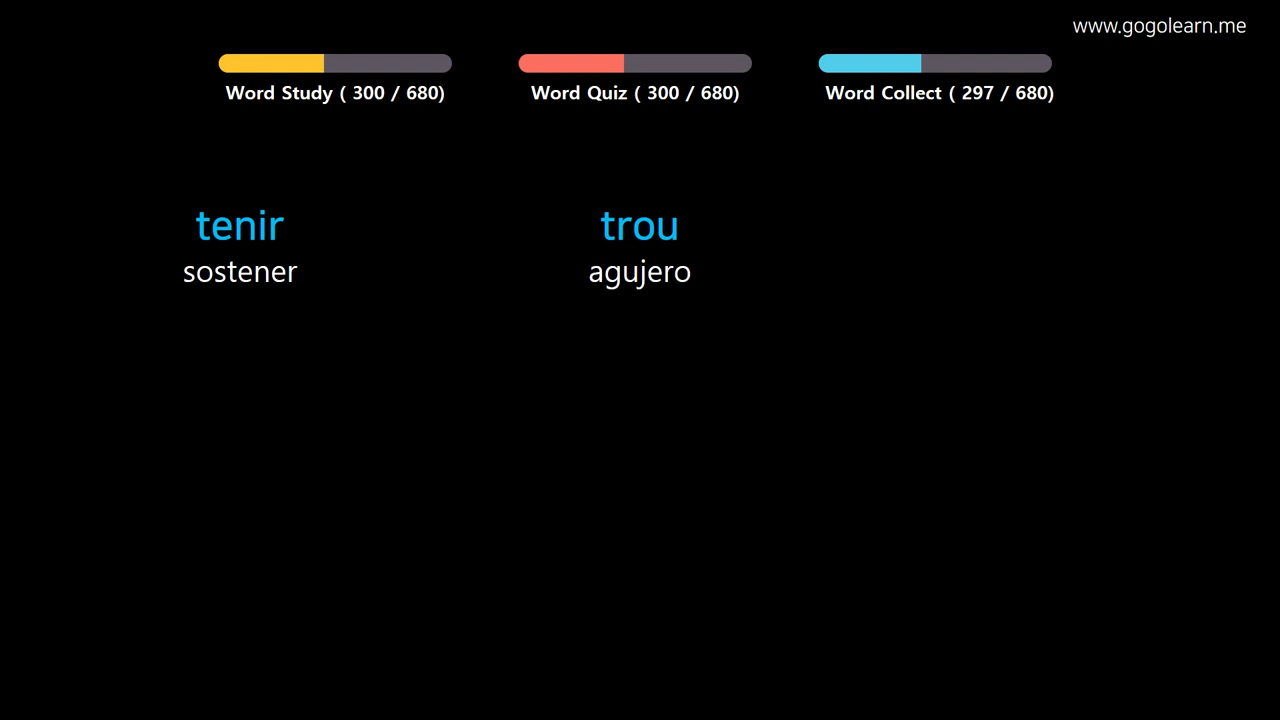 www.gogolearn.me
Word Study ( 300 / 680)
Word Quiz ( 300 / 680)
Word Collect ( 297 / 680)
tenir
sostener
trou
agujero